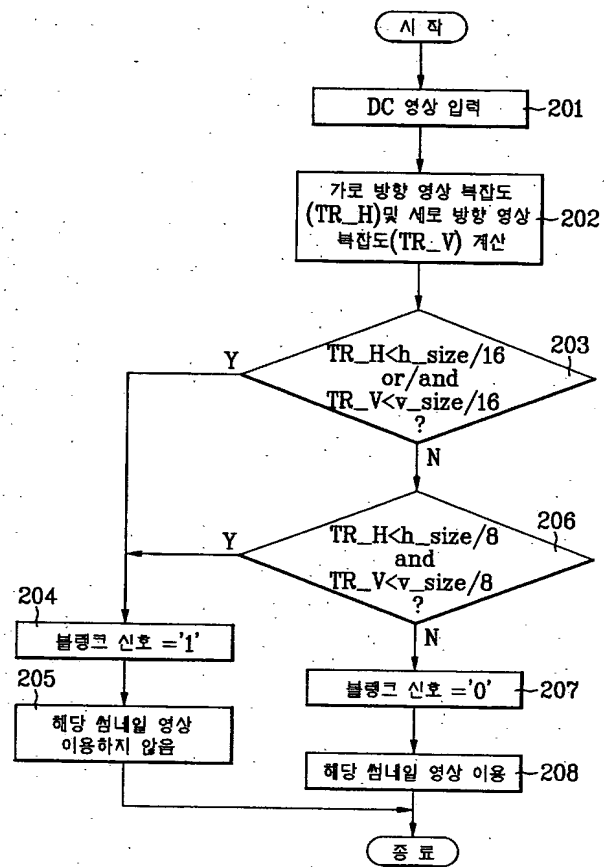 시 작
DC 영상 입력
201
가로 방향 영상 복잡도
(TR_H)및 세로 방향 영상
복잡도(TR_V) 계산
202
TR_H<h_size/16
or/and
TR_V<v_size/16
?
203
Y
N
TR_H<h_size/8
and
TR_V<v_size/8
?
206
Y
N
204
블랭크 신호 ='1'
205
해당 썸네일 영상
이용하지 않음
블랭크 신호 ='0'
207
해당 썸네일 영상 이용
208
종 료